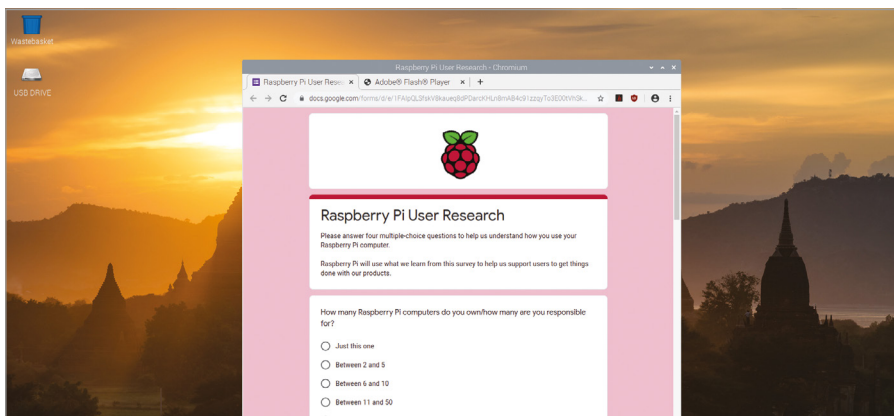 Wastebasket
USB DRIVE
Raspberry Pi User Research - Chromium
Raspberry Pi User Resea
Adobe® Flash® Player
Raspberry Pi User Research
Please answer four multiple-choice questions to help us understand how you use your
Raspberry Pi computer.
Raspberry Pi will use what we learn from this survey to help us support users to get things
done with our products.
How many Raspberry Pi computers do you own/how many are you responsible
for?
Just this one
Between 2 and 5
Between 6 and 10
Between 11 and 50